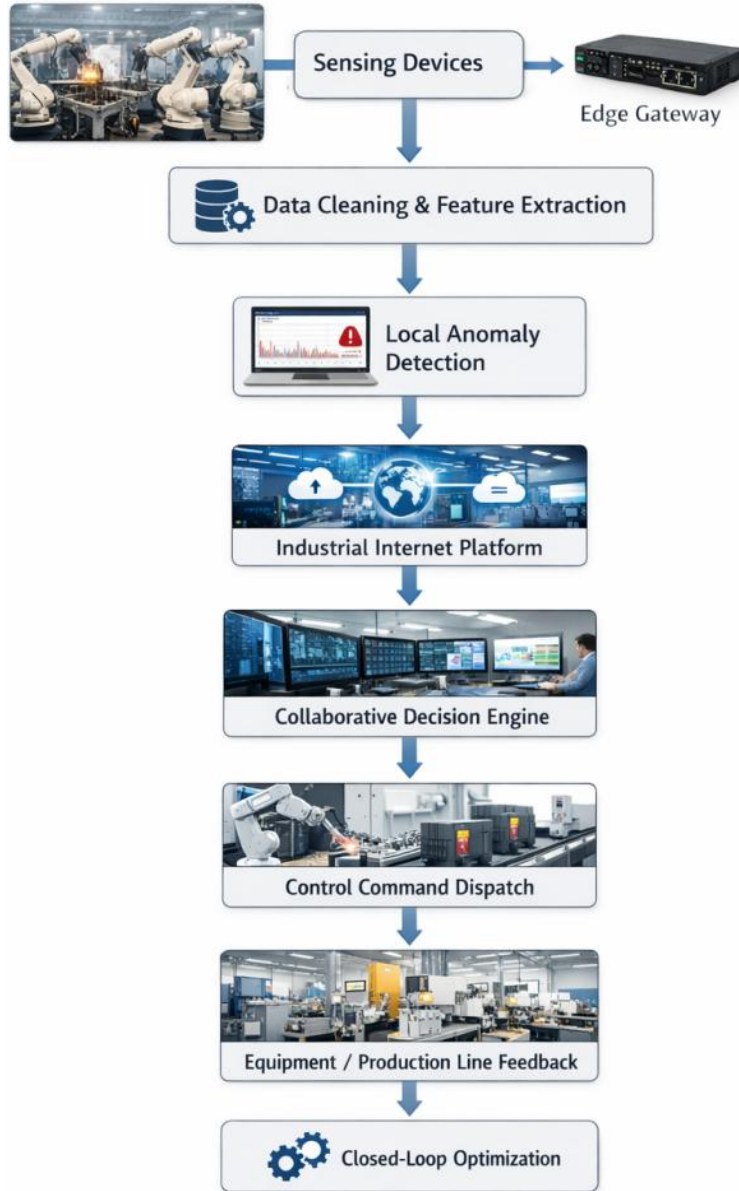 Sensing Devices
Edge Gateway
Data Cleaning & Feature Extraction
Local Anomaly
Detection
Industrial Internet Platform
Collaborative Decision Engine
Control Command Dispatch
Equipment / Production Line Feedback
Closed-Loop Optimization